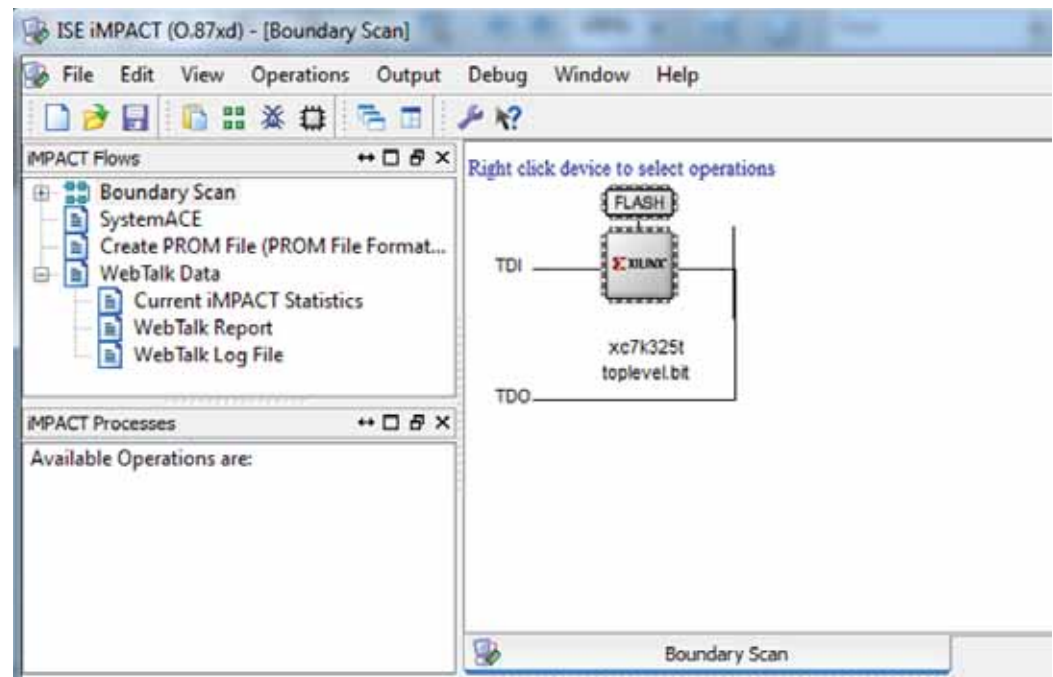 ISE iMPACT (O.87xd) - [Boundary Scan]
File Edit View Operations Output Debug Window Help
iMPACT Flows
Boundary Scan
SystemACE
Create PROM File (PROM File Format...
WebTalk Data
Current iMPACT Statistics
WebTalk Report
WebTalk Log File
iMPACT Processes
Available Operations are:
Right click device to select operations
FLASH
TDI
XILINX
xc7k325t
toplevel.bit
TDO
Boundary Scan